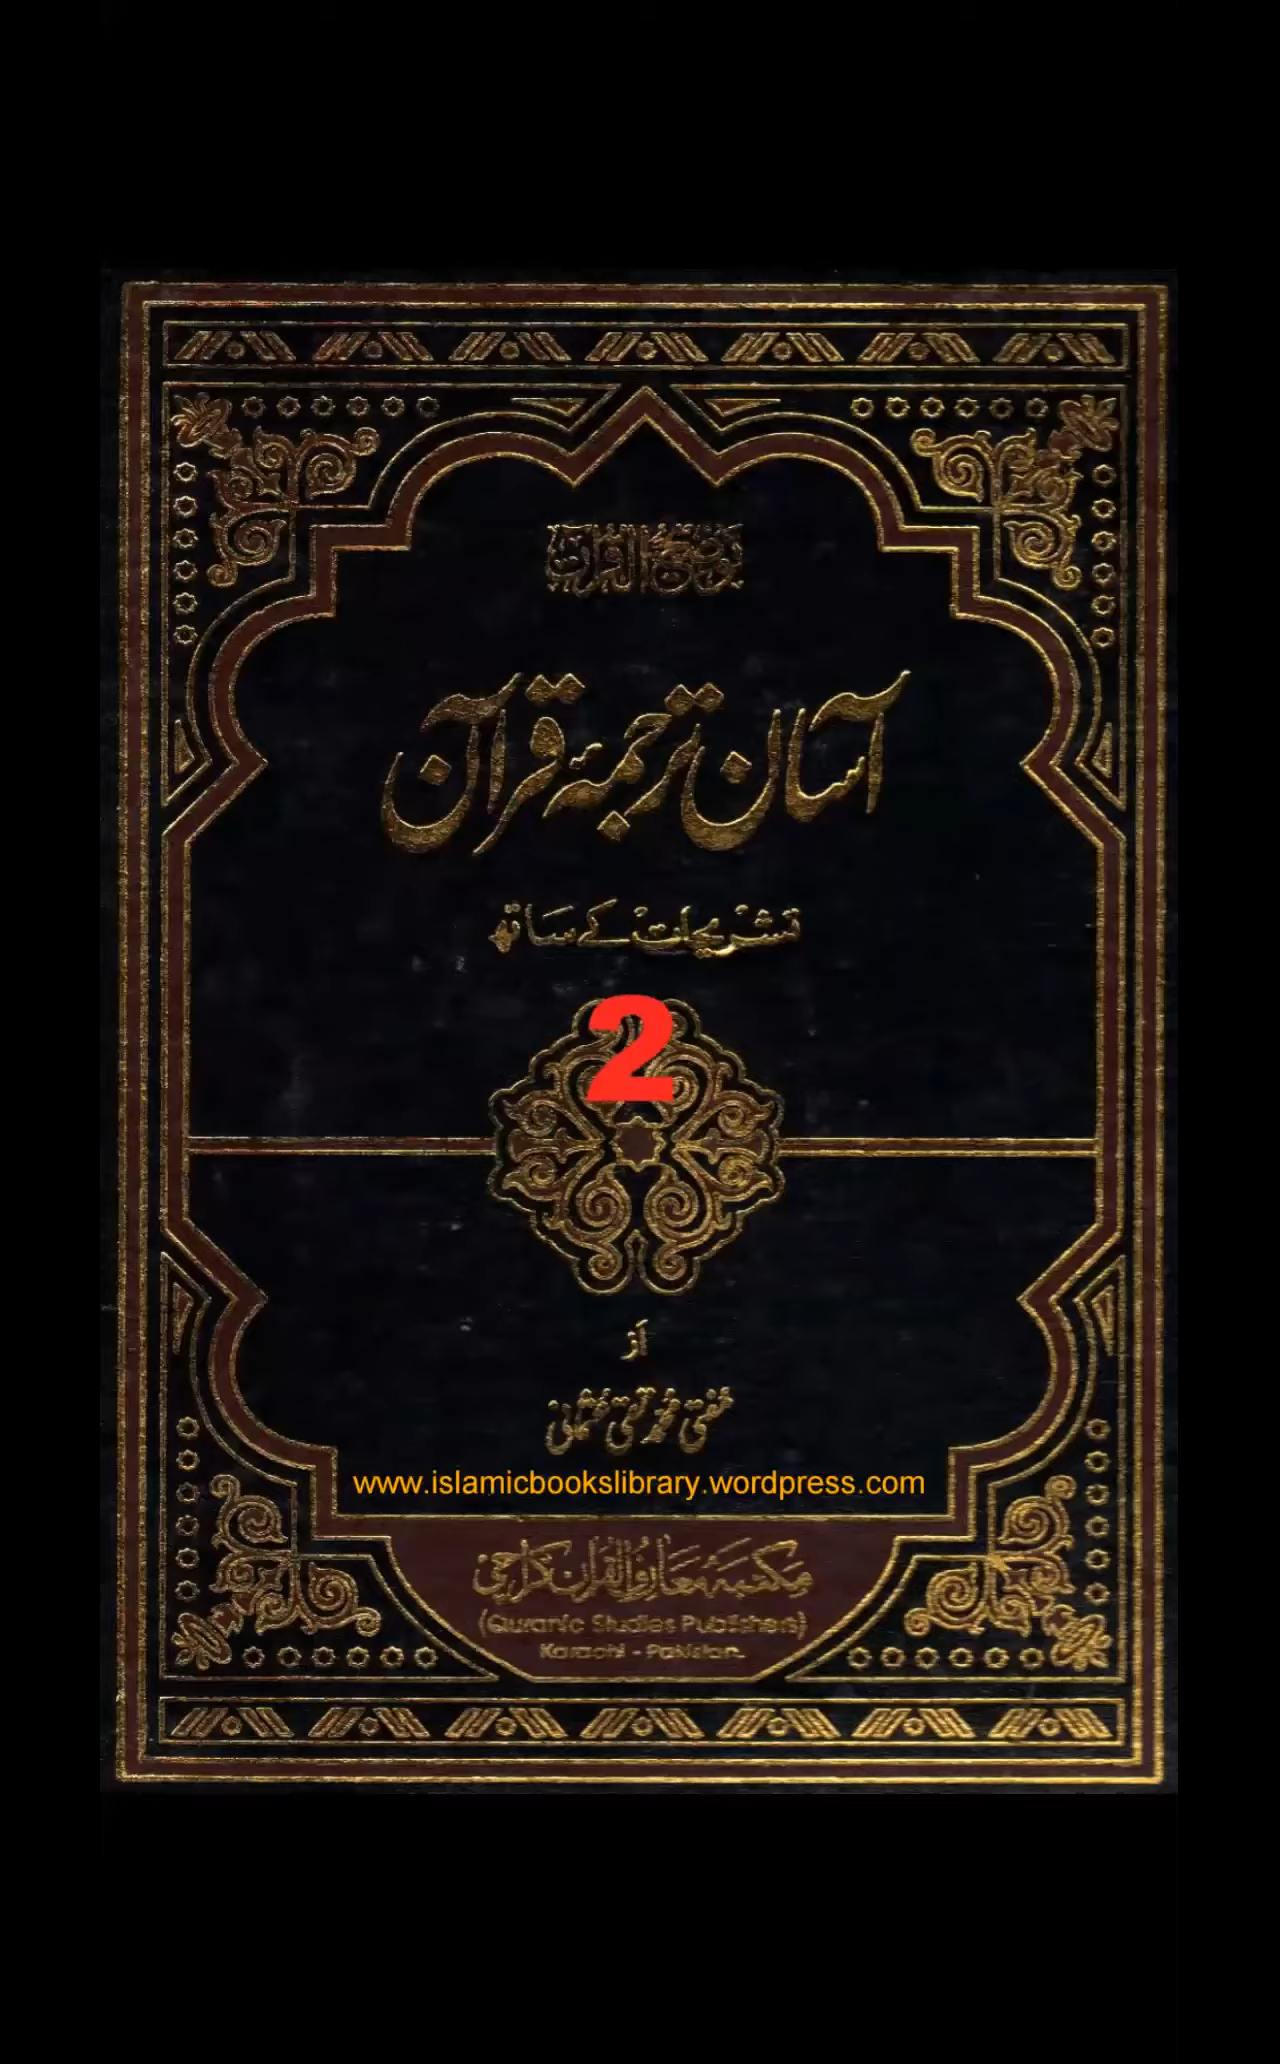 توضیح القرآن
آسان ترجمۂ قرآن
تشریحات کے ساتھ
2
از
مفتی محمد تقی عثمانی
www.islamicbookslibrary.wordpress.com
مکتبہ معارف القرآن کراچی
(Quranic Studies Publishers)
Karachi - Pakistan.